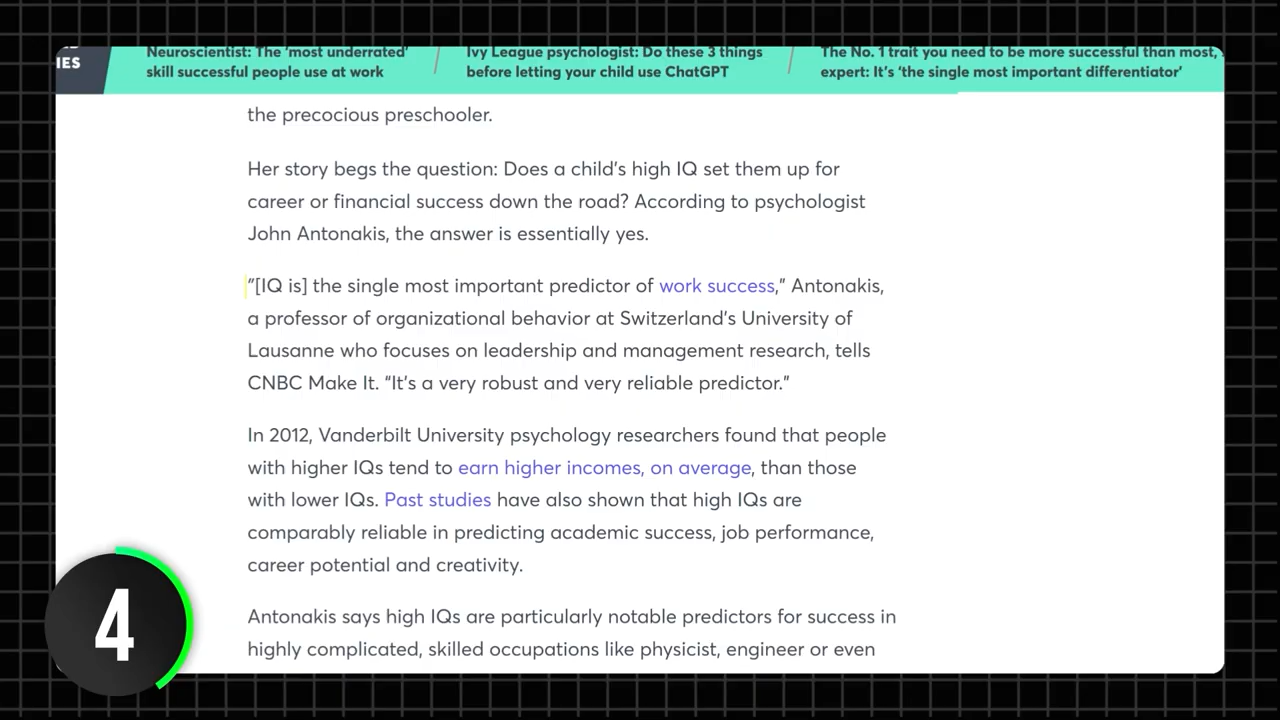 IES
Neuroscientist: The ‘most underrated’
skill successful people use at work
Ivy League psychologist: Do these 3 things
before letting your child use ChatGPT
The No. 1 trait you need to be more successful than most,
expert: It’s ‘the single most important differentiator’
the precocious preschooler.
Her story begs the question: Does a child’s high IQ set them up for
career or financial success down the road? According to psychologist
John Antonakis, the answer is essentially yes.
”[IQ is] the single most important predictor of work success,” Antonakis,
a professor of organizational behavior at Switzerland’s University of
Lausanne who focuses on leadership and management research, tells
CNBC Make It. “It’s a very robust and very reliable predictor.”
In 2012, Vanderbilt University psychology researchers found that people
with higher IQs tend to earn higher incomes, on average, than those
with lower IQs. Past studies have also shown that high IQs are
comparably reliable in predicting academic success, job performance,
career potential and creativity.
Antonakis says high IQs are particularly notable predictors for success in
highly complicated, skilled occupations like physicist, engineer or even
4